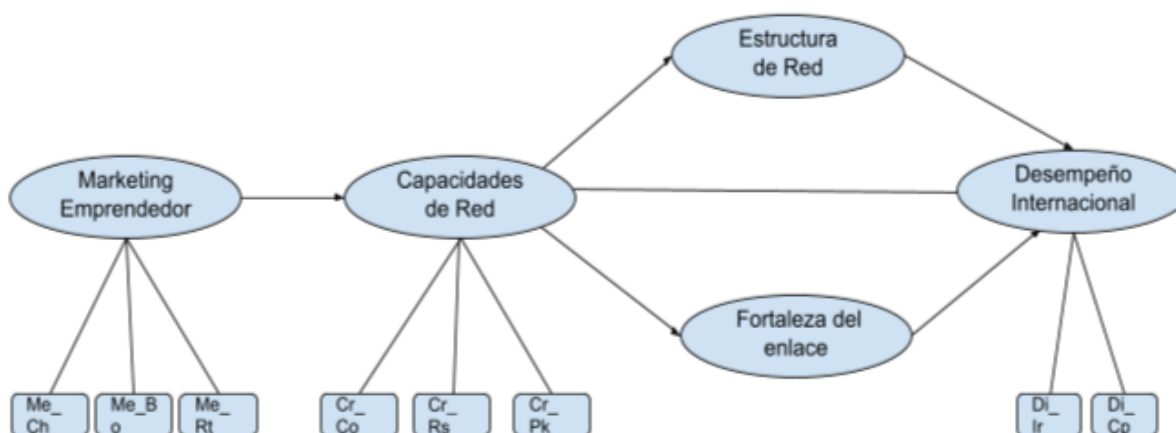 Estructura
de Red
Marketing
Emprendedor
Capacidades
de Red
Desempeño
Internacional
Fortaleza del
enlace
Me_
Ch
Me_B
o
Me_
Rt
Cr_
Co
Cr_
Rs
Cr_
Pk
Di_
Ir
Di_
Cp